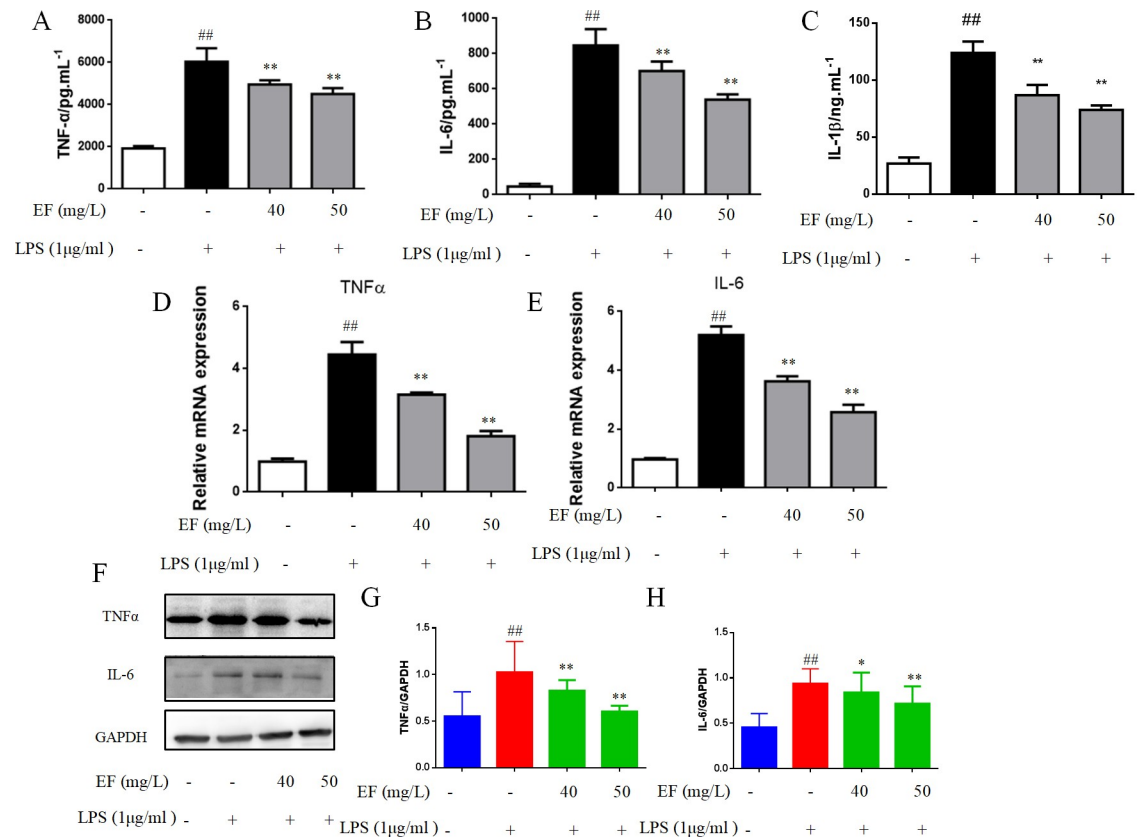 A
TNF-α/pg.mL-1
8000
6000
4000
2000
0
##
**
**
EF (mg/L) - - 40 50
LPS (1μg/ml ) - + + +
B
IL-6/pg.mL-1
1000
800
600
400
200
0
##
**
**
EF (mg/L) - - 40 50
LPS (1μg/ml ) - + + +
C
IL-1β/ng.mL-1
150
100
50
0
##
**
**
EF (mg/L) - - 40 50
LPS (1μg/ml ) - + + +
D
TNFα
Relative mRNA expression
6
4
2
0
##
**
**
EF (mg/L) - - 40 50
LPS (1μg/ml ) - + + +
E
IL-6
Relative mRNA expression
6
4
2
0
##
**
**
EF (mg/L) - - 40 50
LPS (1μg/ml ) - + + +
F
TNFα
IL-6
GAPDH
EF (mg/L) - - 40 50
LPS (1μg/ml ) - + + +
G
TNFα/GAPDH
1.5
1.0
0.5
0.0
##
**
**
EF (mg/L) - - 40 50
LPS (1μg/ml ) - + + +
H
IL-6/GAPDH
1.5
1.0
0.5
0.0
##
*
**
EF (mg/L) - - 40 50
LPS (1μg/ml ) - + + +